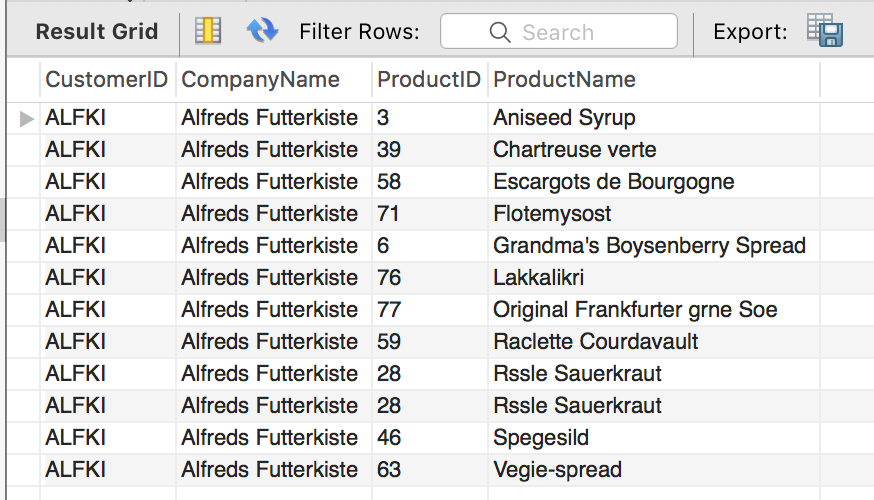 Result Grid Filter Rows: Search Export:
CustomerID CompanyName ProductID ProductName
ALFKI Alfreds Futterkiste 3 Aniseed Syrup
ALFKI Alfreds Futterkiste 39 Chartreuse verte
ALFKI Alfreds Futterkiste 58 Escargots de Bourgogne
ALFKI Alfreds Futterkiste 71 Flotemysost
ALFKI Alfreds Futterkiste 6 Grandma's Boysenberry Spread
ALFKI Alfreds Futterkiste 76 Lakkalikri
ALFKI Alfreds Futterkiste 77 Original Frankfurter grne Soe
ALFKI Alfreds Futterkiste 59 Raclette Courdavault
ALFKI Alfreds Futterkiste 28 Rssle Sauerkraut
ALFKI Alfreds Futterkiste 28 Rssle Sauerkraut
ALFKI Alfreds Futterkiste 46 Spegesild
ALFKI Alfreds Futterkiste 63 Vegie-spread